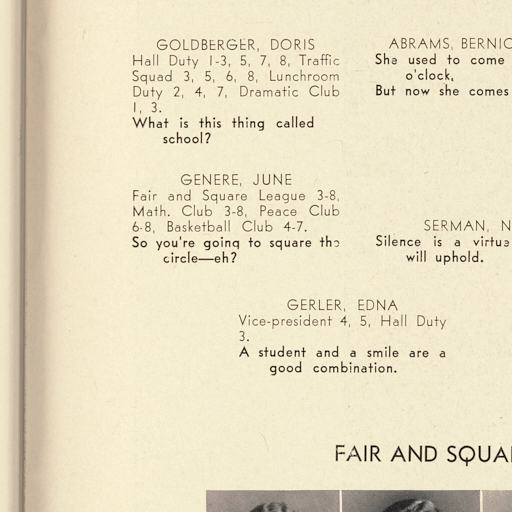 GOLDBERGER, DORIS
Hall Duty 1-3, 5, 7, 8, Traffic
Squad 3, 5, 6, 8, Lunchroom
Duty 2, 4, 7, Dramatic Club
1, 3.
What is this thing called
school?
GENERE, JUNE
Fair and Square League 3-8,
Math. Club 3-8, Peace Club
6-8, Basketball Club 4-7.
So you're going to square the
circle—eh?
ABRAMS,
She used to come
o'clock,
But now she comes
SERMAN,
Silence is a virtue
will uphold.
GERLER, EDNA
Vice-president 4, 5, Hall Duty
3.
A student and a smile are a
good combination.
FAIR AND